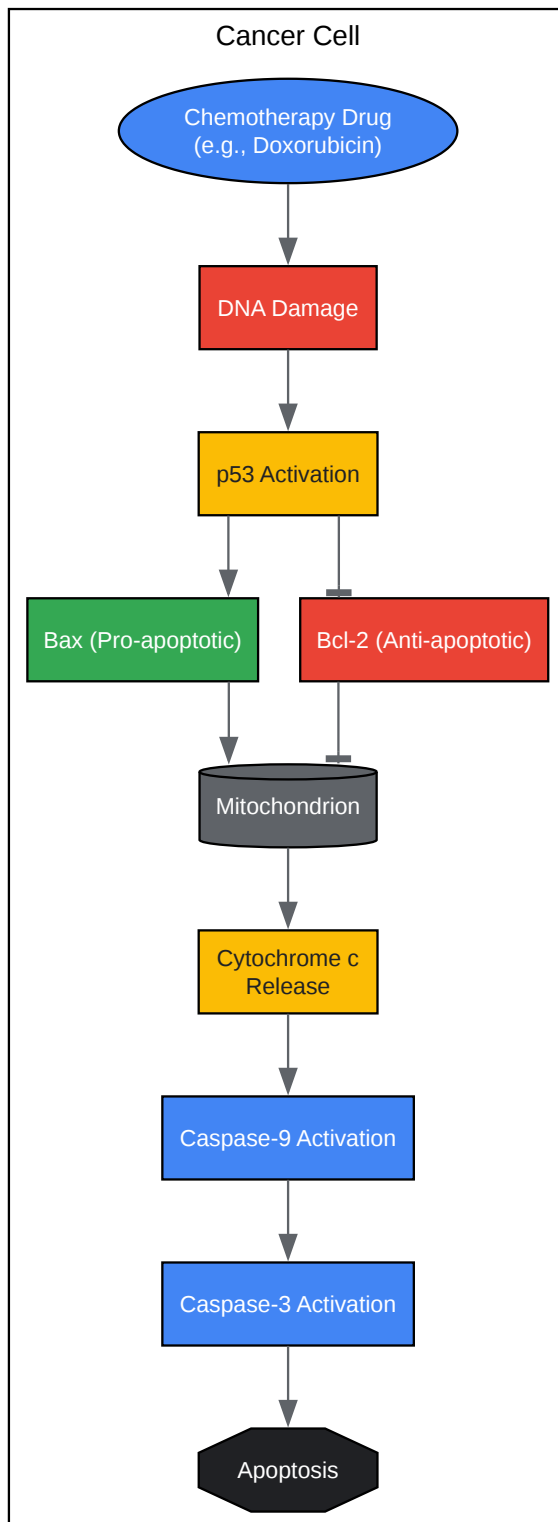 Cancer Cell
Chemotherapy Drug
(e.g., Doxorubicin)
DNA Damage
p53 Activation
Bax (Pro-apoptotic)
Bcl-2 (Anti-apoptotic)
Mitochondrion
Cytochrome c
Release
Caspase-9 Activation
Caspase-3 Activation
Apoptosis